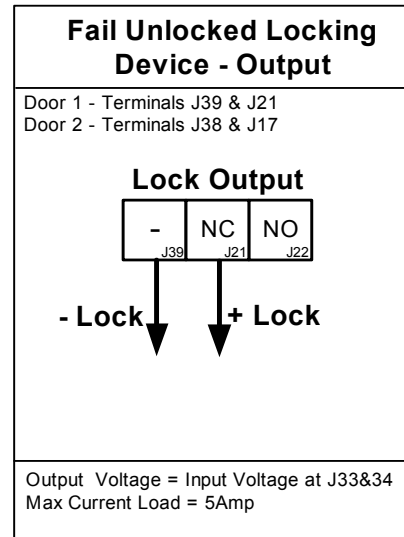 Fail Unlocked Locking
Device - Output
Door 1 - Terminals J39 & J21
Door 2 - Terminals J38 & J17
Lock Output
- NC NO
J39 J21 J22
- Lock + Lock
Output Voltage = Input Voltage at J33&34
Max Current Load = 5Amp